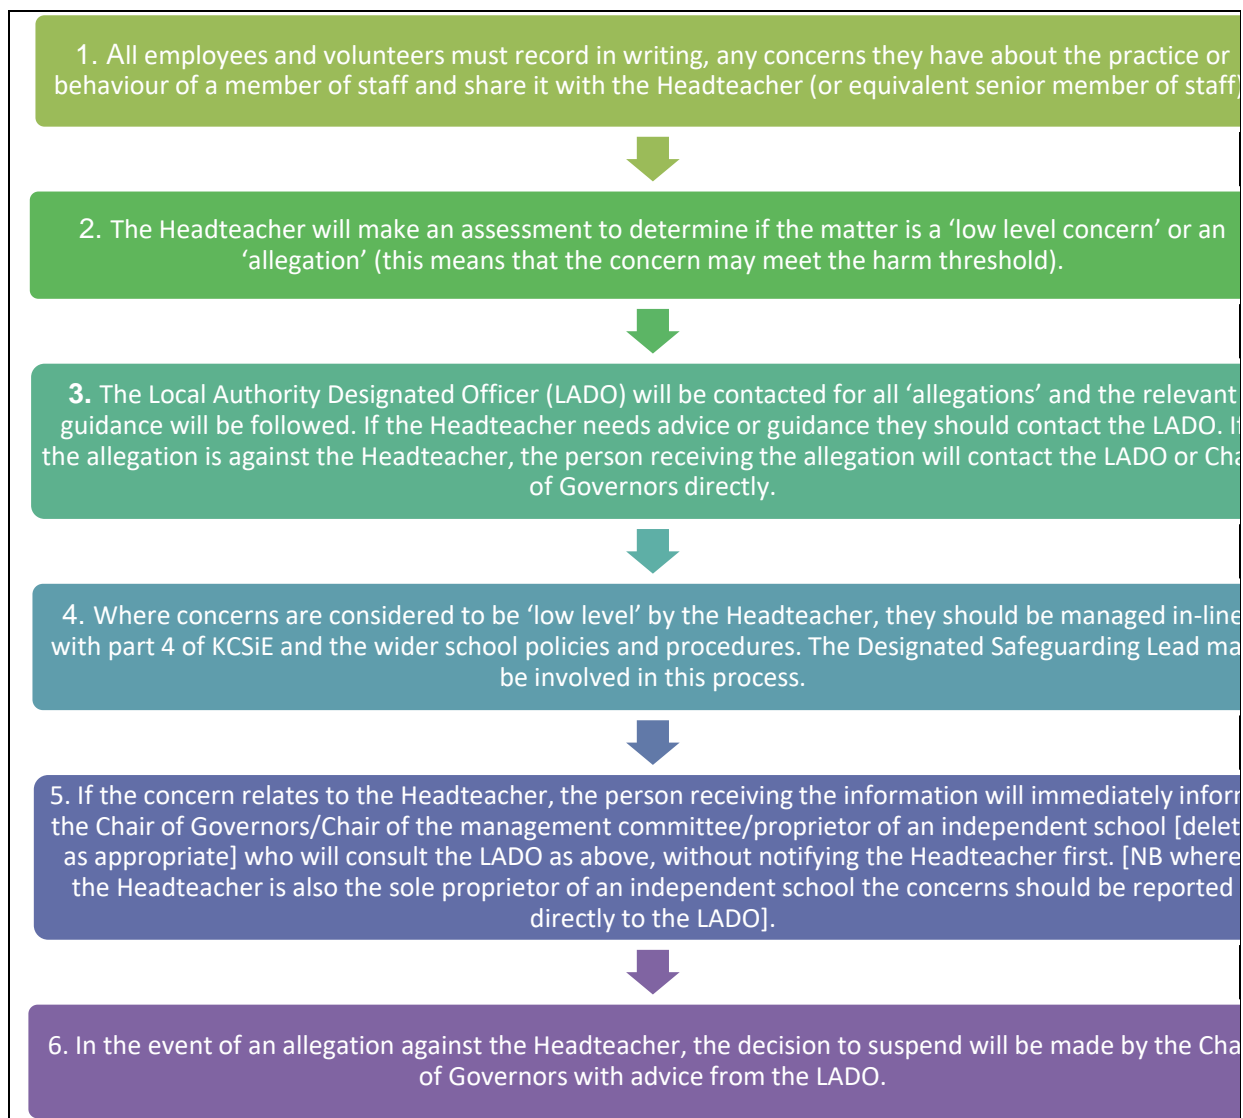 1. All employees and volunteers must record in writing, any concerns they have about the practice or
behaviour of a member of staff and share it with the Headteacher (or equivalent senior member of staff)
2. The Headteacher will make an assessment to determine if the matter is a ‘low level concern’ or an
‘allegation’ (this means that the concern may meet the harm threshold).
3. The Local Authority Designated Officer (LADO) will be contacted for all ‘allegations’ and the relevant
guidance will be followed. If the Headteacher needs advice or guidance they should contact the LADO. If
the allegation is against the Headteacher, the person receiving the allegation will contact the LADO or Cha
of Governors directly.
4. Where concerns are considered to be ‘low level’ by the Headteacher, they should be managed in-line
with part 4 of KCSiE and the wider school policies and procedures. The Designated Safeguarding Lead ma
be involved in this process.
5. If the concern relates to the Headteacher, the person receiving the information will immediately infor
the Chair of Governors/Chair of the management committee/proprietor of an independent school [delet
as appropriate] who will consult the LADO as above, without notifying the Headteacher first. [NB where
the Headteacher is also the sole proprietor of an independent school the concerns should be reported
directly to the LADO].
6. In the event of an allegation against the Headteacher, the decision to suspend will be made by the Cha
of Governors with advice from the LADO.